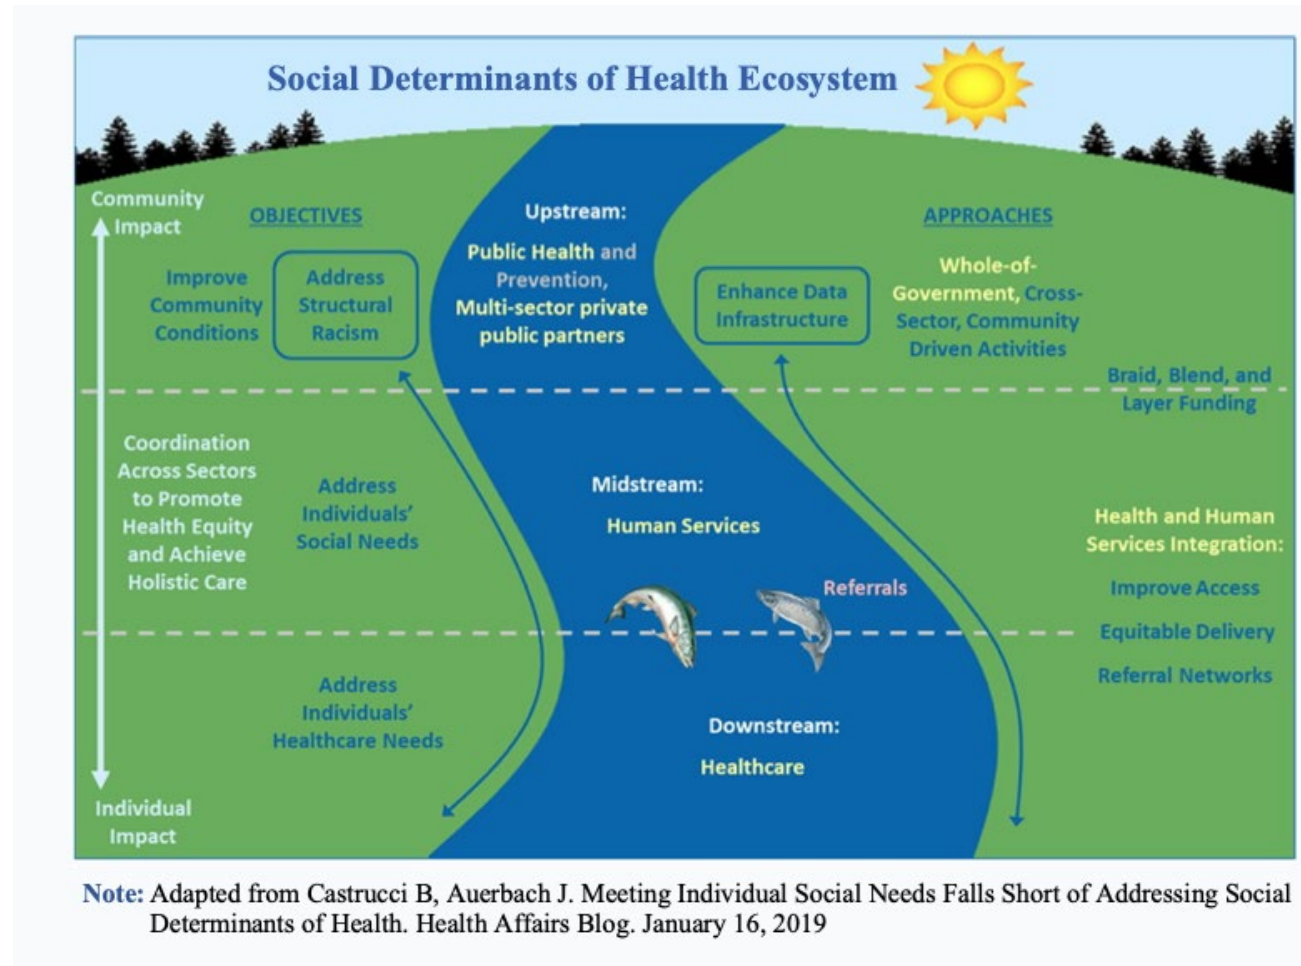 Social Determinants of Health Ecosystem
Community
Impact
OBJECTIVES
Improve
Community
Conditions
Address
Structural
Racism
Upstream:
Public Health and
Prevention,
Multi-sector private
public partners
APPROACHES
Enhance Data
Infrastructure
Whole-of-
Government, Cross-
Sector, Community
Driven Activities
Braid, Blend, and
Layer Funding
Coordination
Across Sectors
to Promote
Health Equity
and Achieve
Holistic Care
Address
Individuals’
Social Needs
Midstream:
Human Services
Referrals
Health and Human
Services Integration:
Improve Access
Equitable Delivery
Referral Networks
Address
Individuals’
Healthcare Needs
Downstream:
Healthcare
Individual
Impact
Note: Adapted from Castrucci B, Auerbach J. Meeting Individual Social Needs Falls Short of Addressing Social
Determinants of Health. Health Affairs Blog. January 16, 2019